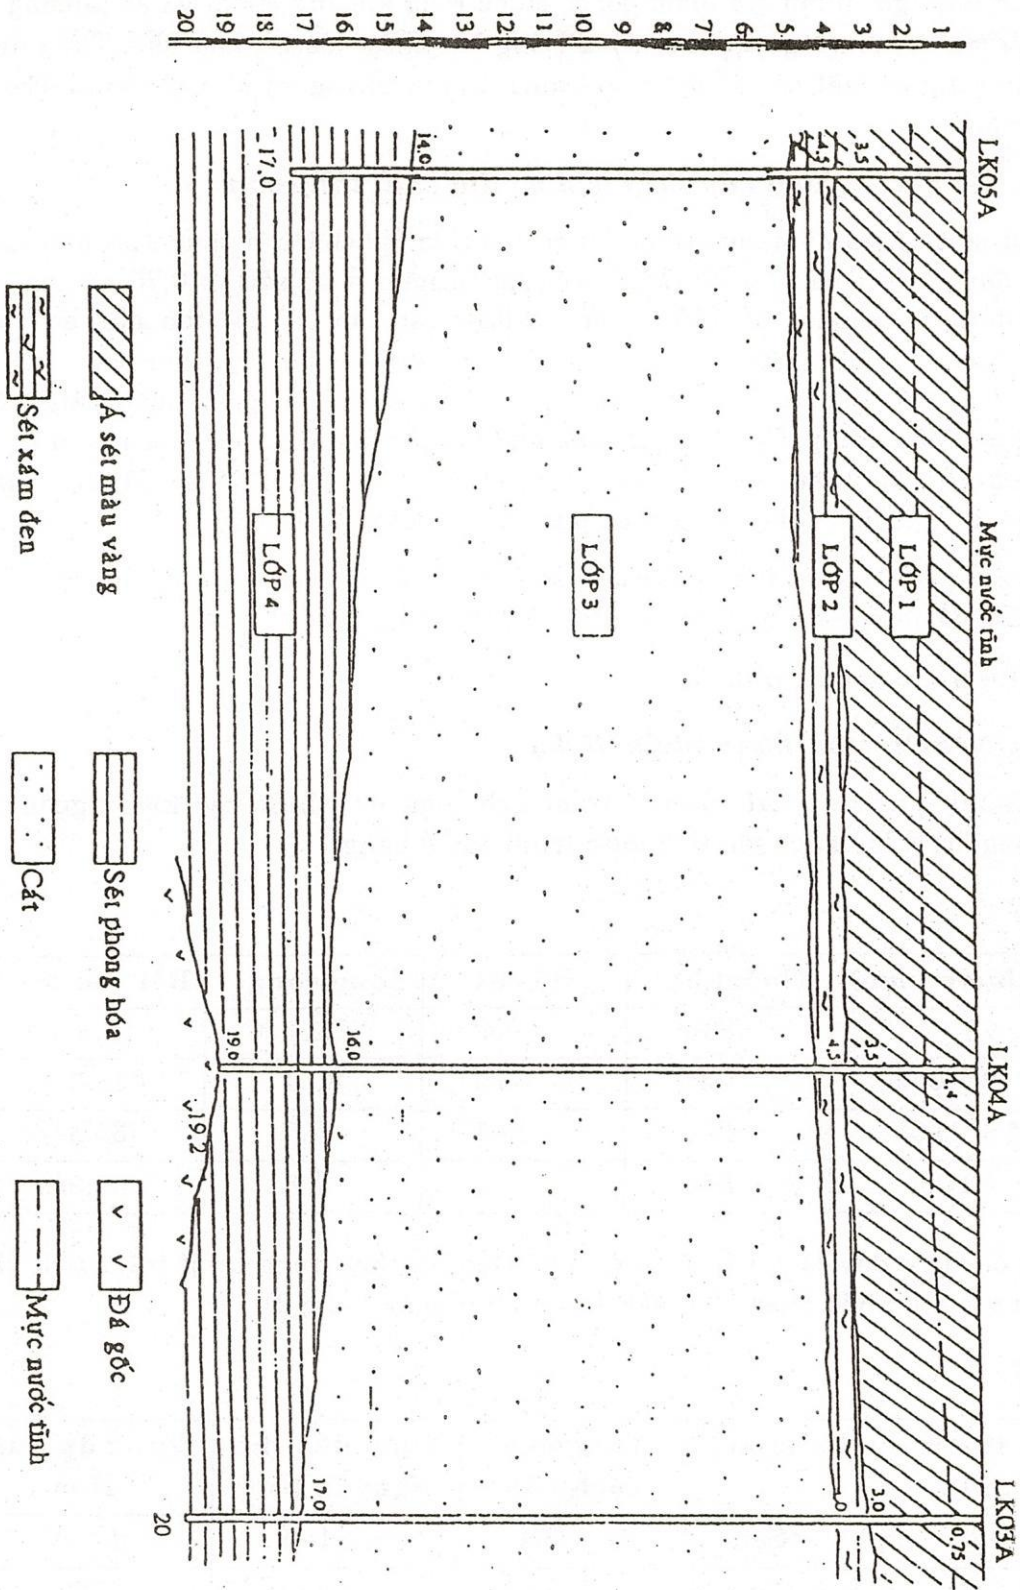 LK05A
Mực nước tĩnh
LK04A
LK03A
1
2
3
4
5
6
7
8
9
10
11
12
13
14
15
16
17
18
19
20
3.5
4.5
14.0
17.0
LỚP 1
LỚP 2
LỚP 3
LỚP 4
1,4
3,5
4,5
16.0
19.0
19.2
0,75
3,0
17.0
20
Á sét màu vàng
Sét phong hóa
Đá gốc
Sét xám đen
Cát
Mực nước tĩnh